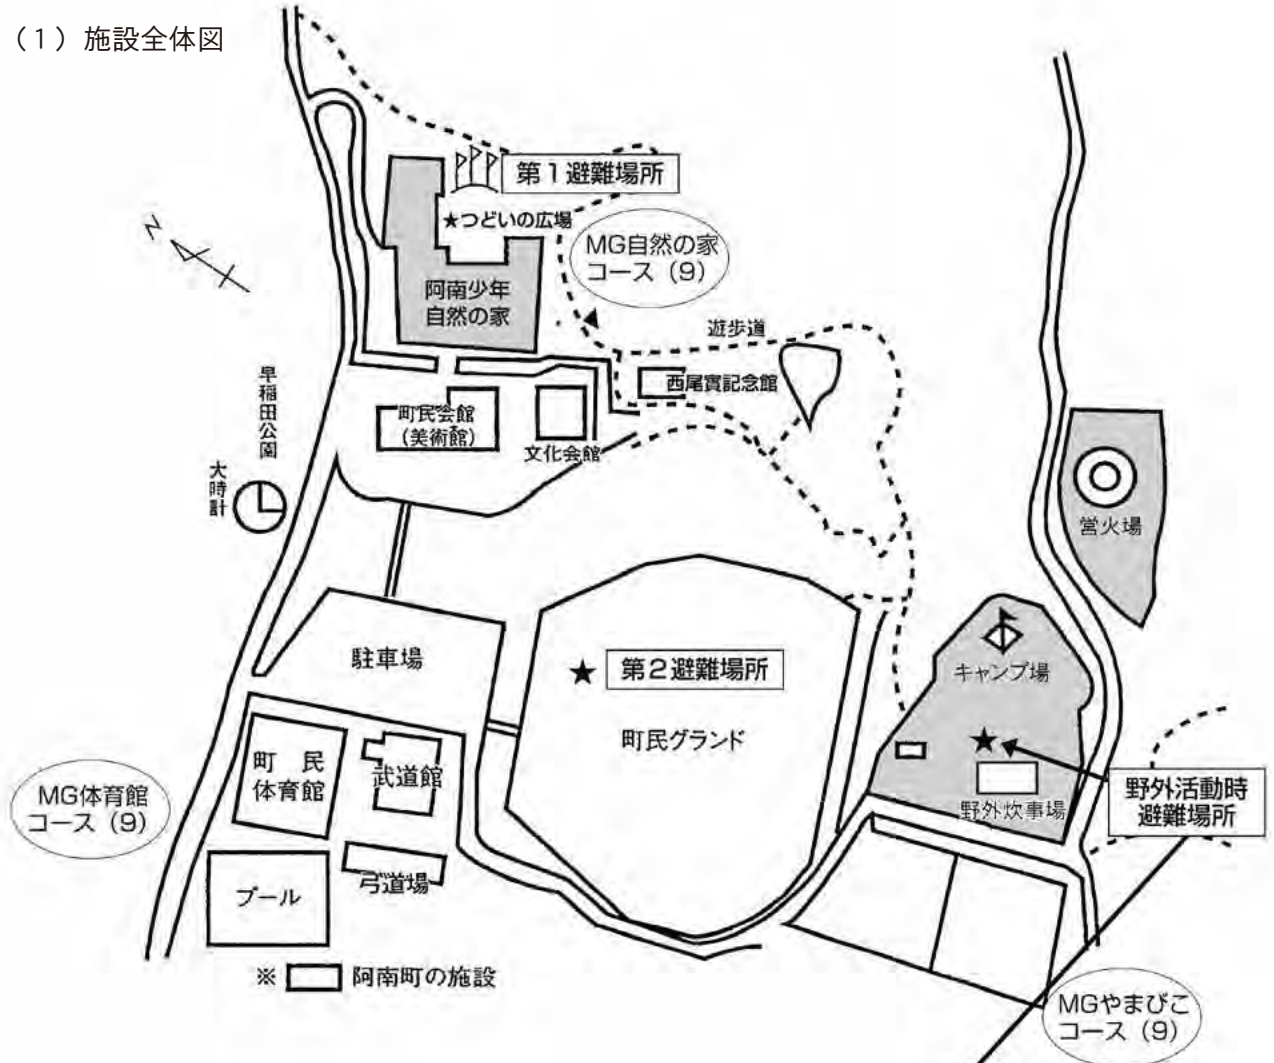 （1）施設全体図
第1避難場所
★つどいの広場
MG自然の家
コース（9）
N
阿南少年
自然の家
遊歩道
西尾實記念館
早稲田公園
大時計
町民会館
（美術館）
文化会館
営火場
駐車場
★ 第2避難場所
町民グランド
キャンプ場
★
野外炊事場
野外活動時
避難場所
町民
体育館
武道館
MG体育館
コース（9）
プール
弓道場
※ 阿南町の施設
MGやまびこ
コース（9）